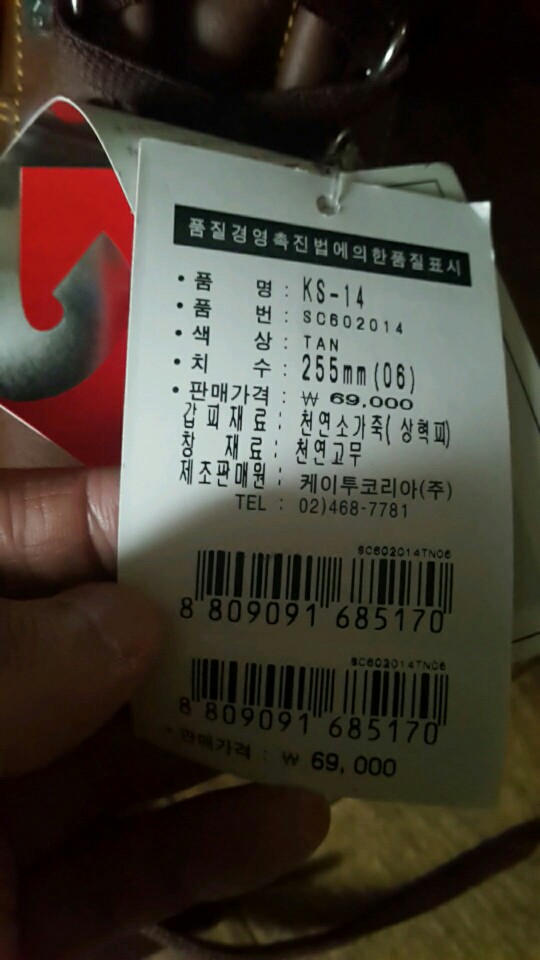 품질경영촉진법에의한품질표시
• 품 명 : KS-14
• 품 번 : SC602014
• 색 상 : TAN
• 치 수 : 255mm(06)
• 판매가격 : ₩ 69,000
갑피재료 : 천연소가죽( 상혁피)
창 재료 : 천연고무
제조판매원 : 케이투코리아(주)
TEL : 02)468-7781
SC602014TN06
8 809091 685170
SC602014TN06
8 809091 685170
• 판매가격 : ₩ 69,000